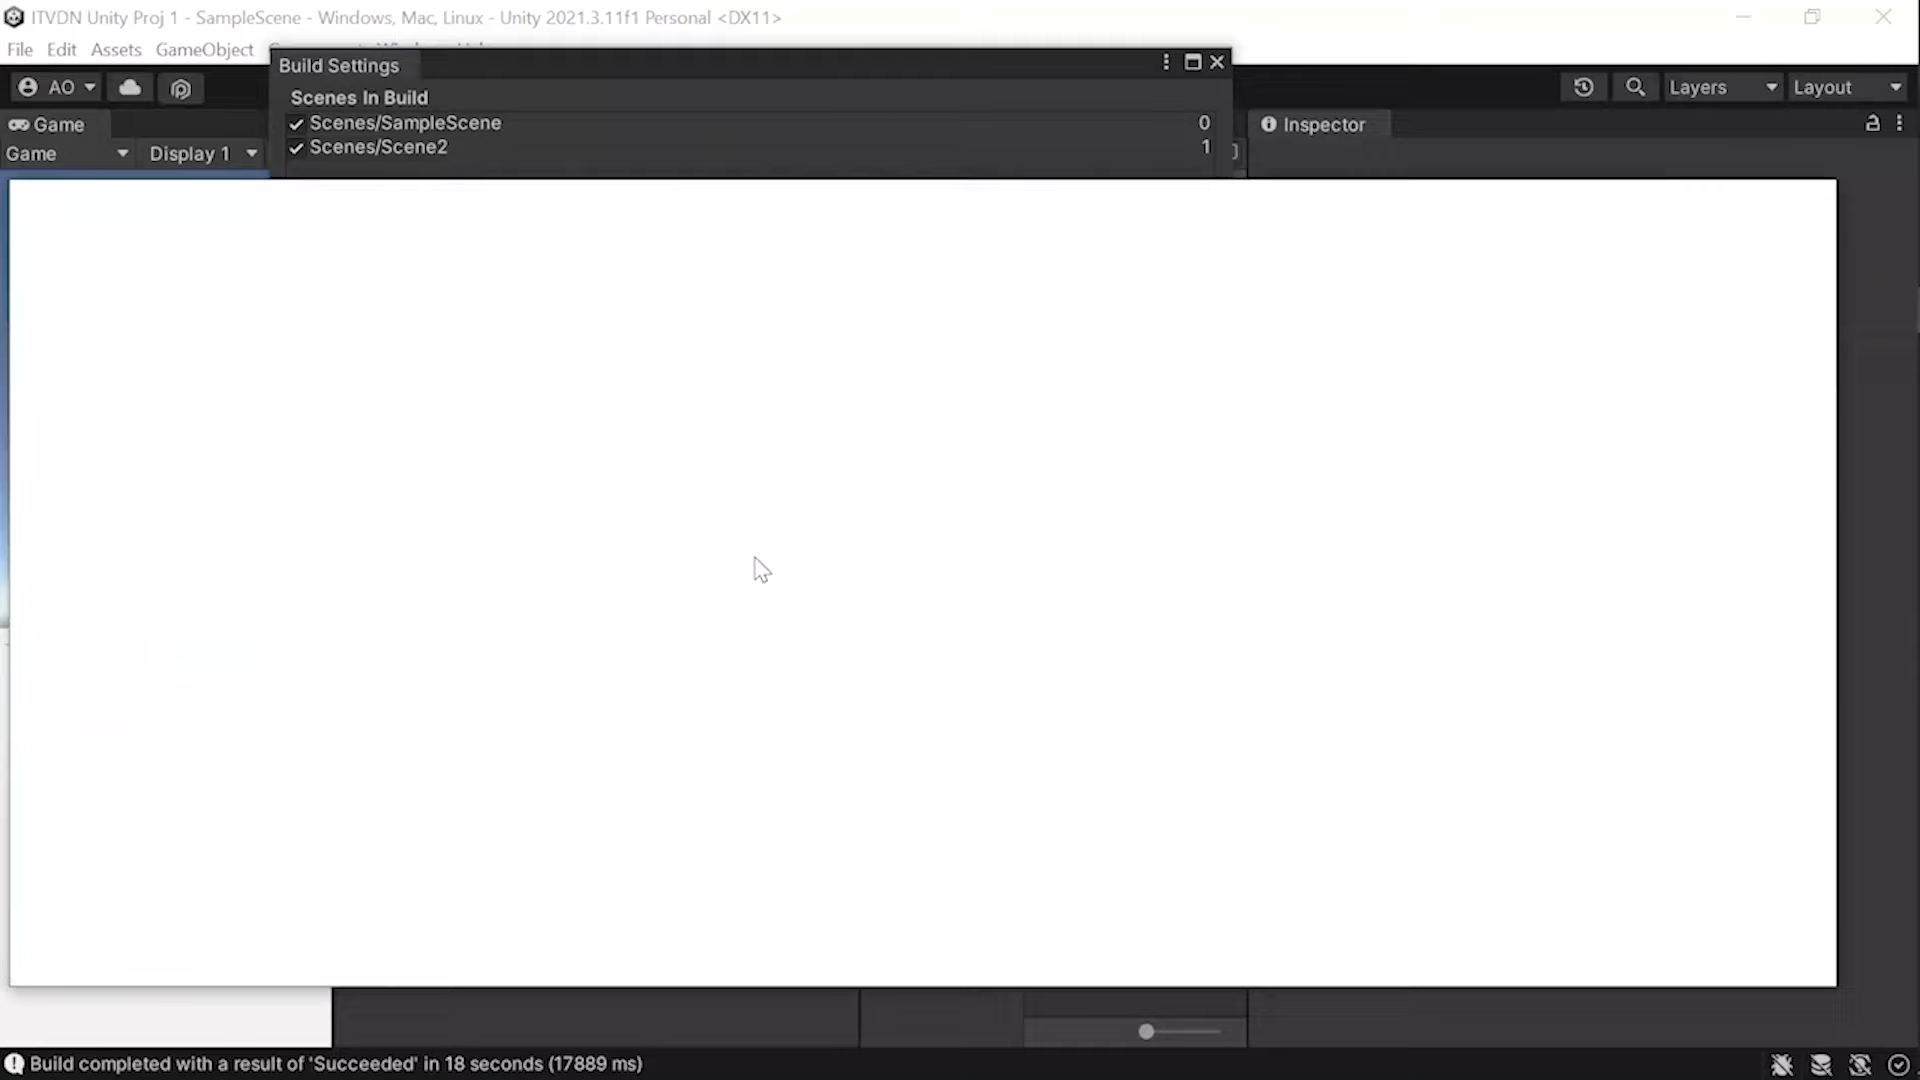 ITVDN Unity Proj 1 - SampleScene - Windows, Mac, Linux - Unity 2021.3.11f1 Personal <DX11>
File Edit Assets GameObject
Build Settings
AO
Layers
Layout
Scenes In Build
Game
Scenes/SampleScene 0
Inspector
Game
Display 1
Scenes/Scene2 1
Build completed with a result of 'Succeeded' in 18 seconds (17889 ms)